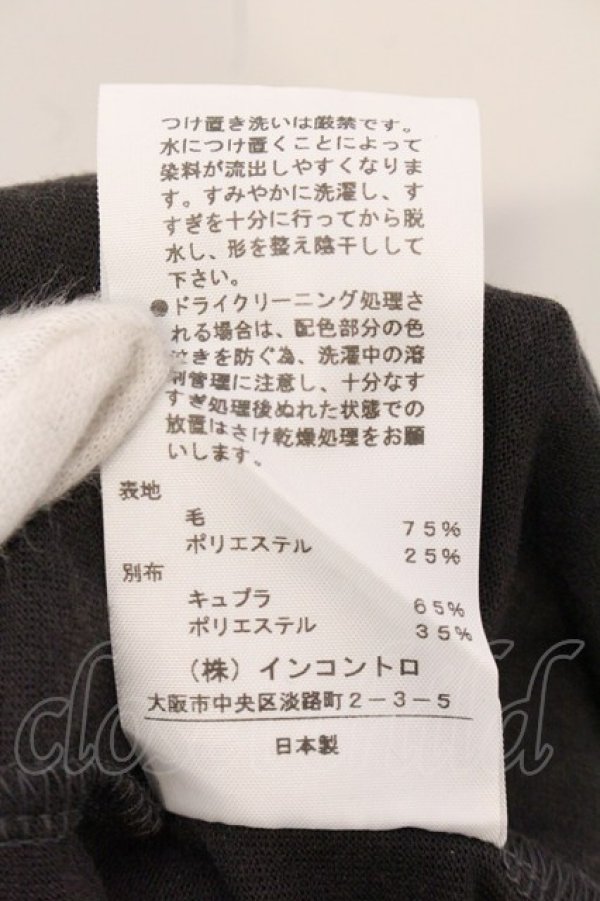 つけ置き洗いは厳禁です。
水につけ置くことによって
染料が流出しやすくなりま
す。すみやかに洗濯し、す
すぎを十分に行ってから脱
水し、形を整え陰干しして
下さい。
●ドライクリーニング処理さ
れる場合は、配色部分の色
泣きを防ぐ為、洗濯中の溶
剤管理に注意し、十分なす
すぎ処理後ぬれた状態での
放置はさけ乾燥処理をお願
いします。
表地
毛 75%
ポリエステル 25%
別布
キュプラ 65%
ポリエステル 35%
(株)インコントロ
大阪市中央区淡路町2-3-5
日本製